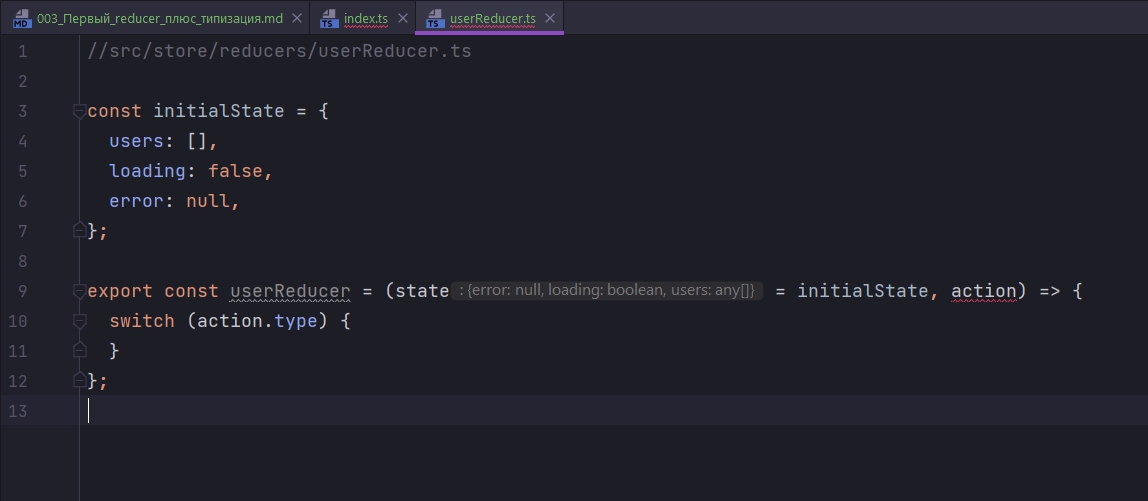 MD 003_Первый_reducer_плюс_типизация.md TS index.ts TS userReducer.ts
1 //src/store/reducers/userReducer.ts
2
3 const initialState = {
4 users: [],
5 loading: false,
6 error: null,
7 };
8
9 export const userReducer = (state : {error: null, loading: boolean, users: any[]} = initialState, action) => {
10 switch (action.type) {
11 }
12 };
13